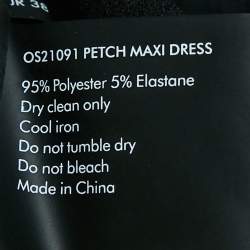 38
OS21091 PETCH MAXI DRESS
95% Polyester 5% Elastane
Dry clean only
Cool iron
Do not tumble dry
Do not bleach
Made in China